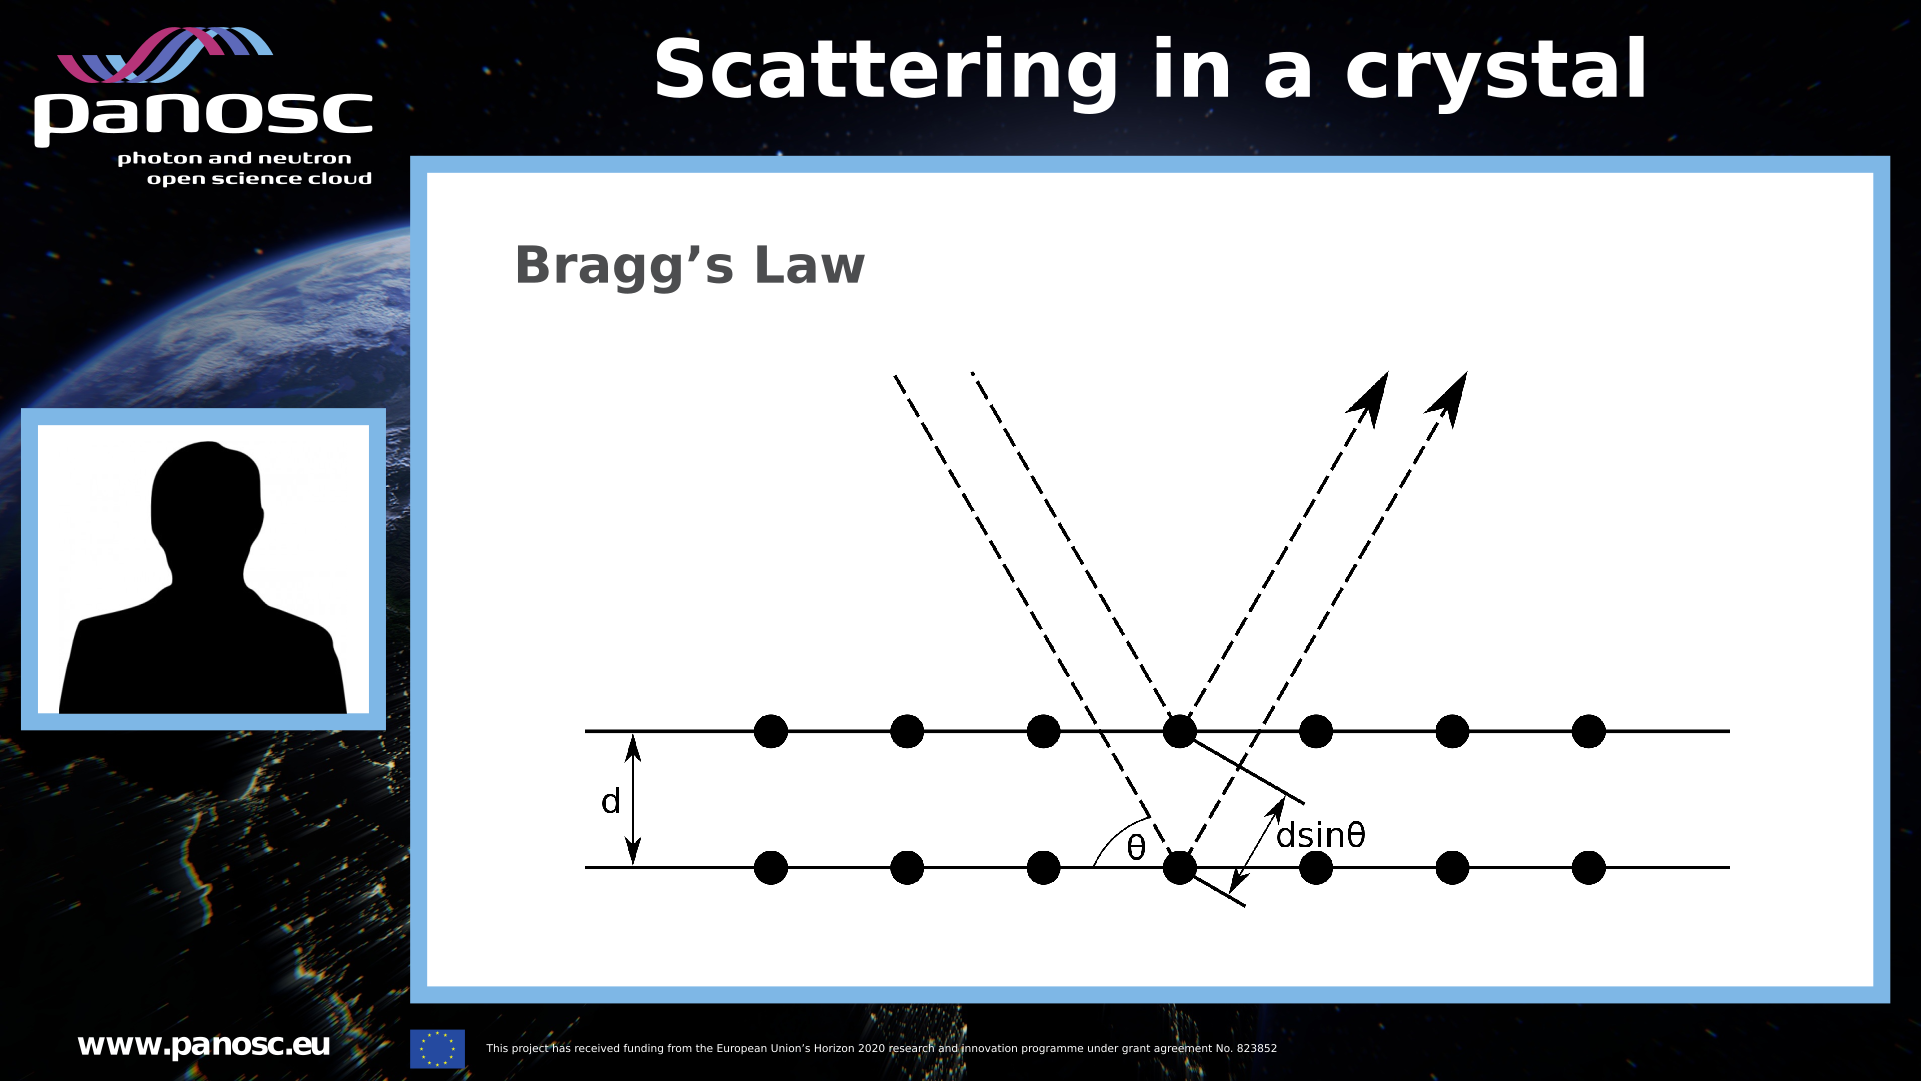 Scattering in a crystal
panosc
photon and neutron
open science cloud
Bragg’s Law
d
θ
dsinθ
www.panosc.eu
This project has received funding from the European Union’s Horizon 2020 research and innovation programme under grant agreement No. 823852